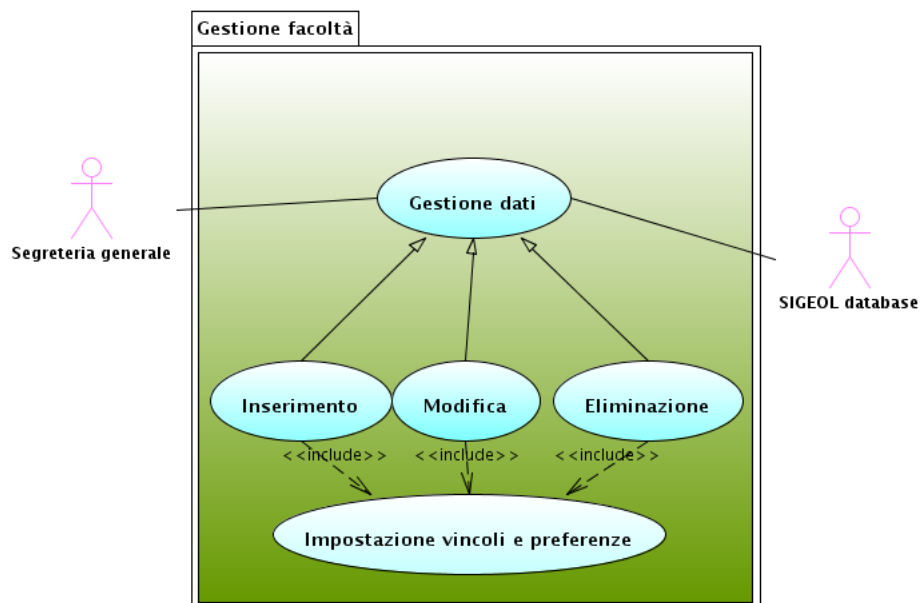 Gestione facoltà
Gestione dati
Segreteria generale
SIGEOL database
Inserimento
Modifica
Eliminazione
<<include>>
<<include>>
<<include>>
Impostazione vincoli e preferenze